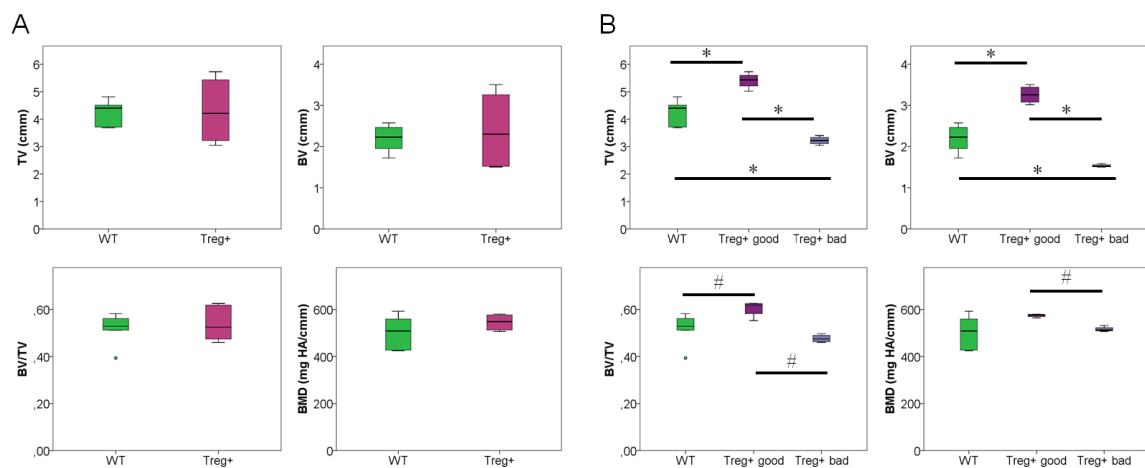 A
B
TV (cmm)
6
5
4
3
2
1
0
WT
Treg+
BV (cmm)
4
3
2
1
0
WT
Treg+
TV (cmm)
6
5
4
3
2
1
0
*
*
*
WT
Treg+ good
Treg+ bad
BV (cmm)
4
3
2
1
0
*
*
*
WT
Treg+ good
Treg+ bad
BV/TV
,60
,40
,20
,00
WT
Treg+
BMD (mg HA/cmm)
600
400
200
0
WT
Treg+
BV/TV
,60
,40
,20
,00
#
#
WT
Treg+ good
Treg+ bad
BMD (mg HA/cmm)
600
400
200
0
#
WT
Treg+ good
Treg+ bad